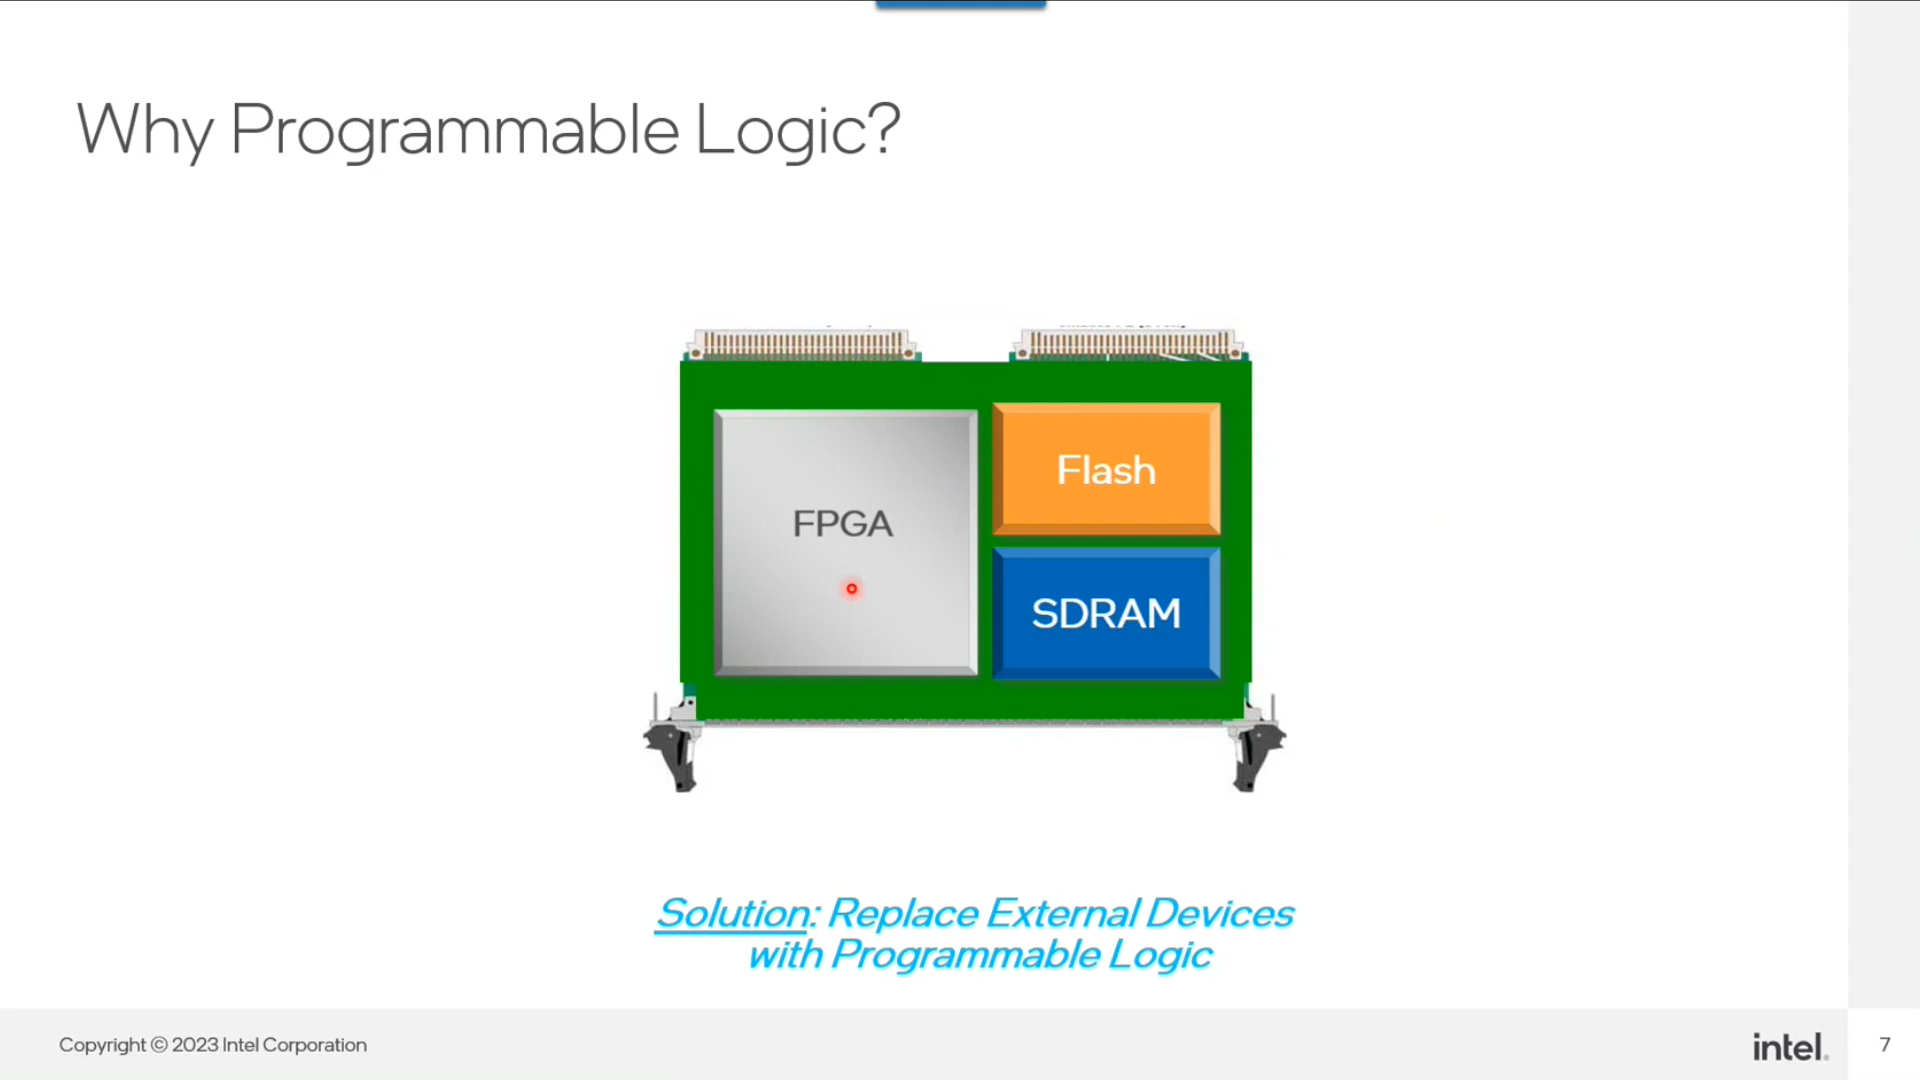 Why Programmable Logic?
FPGA
Flash
SDRAM
Solution: Replace External Devices
with Programmable Logic
Copyright © 2023 Intel Corporation
intel.
7